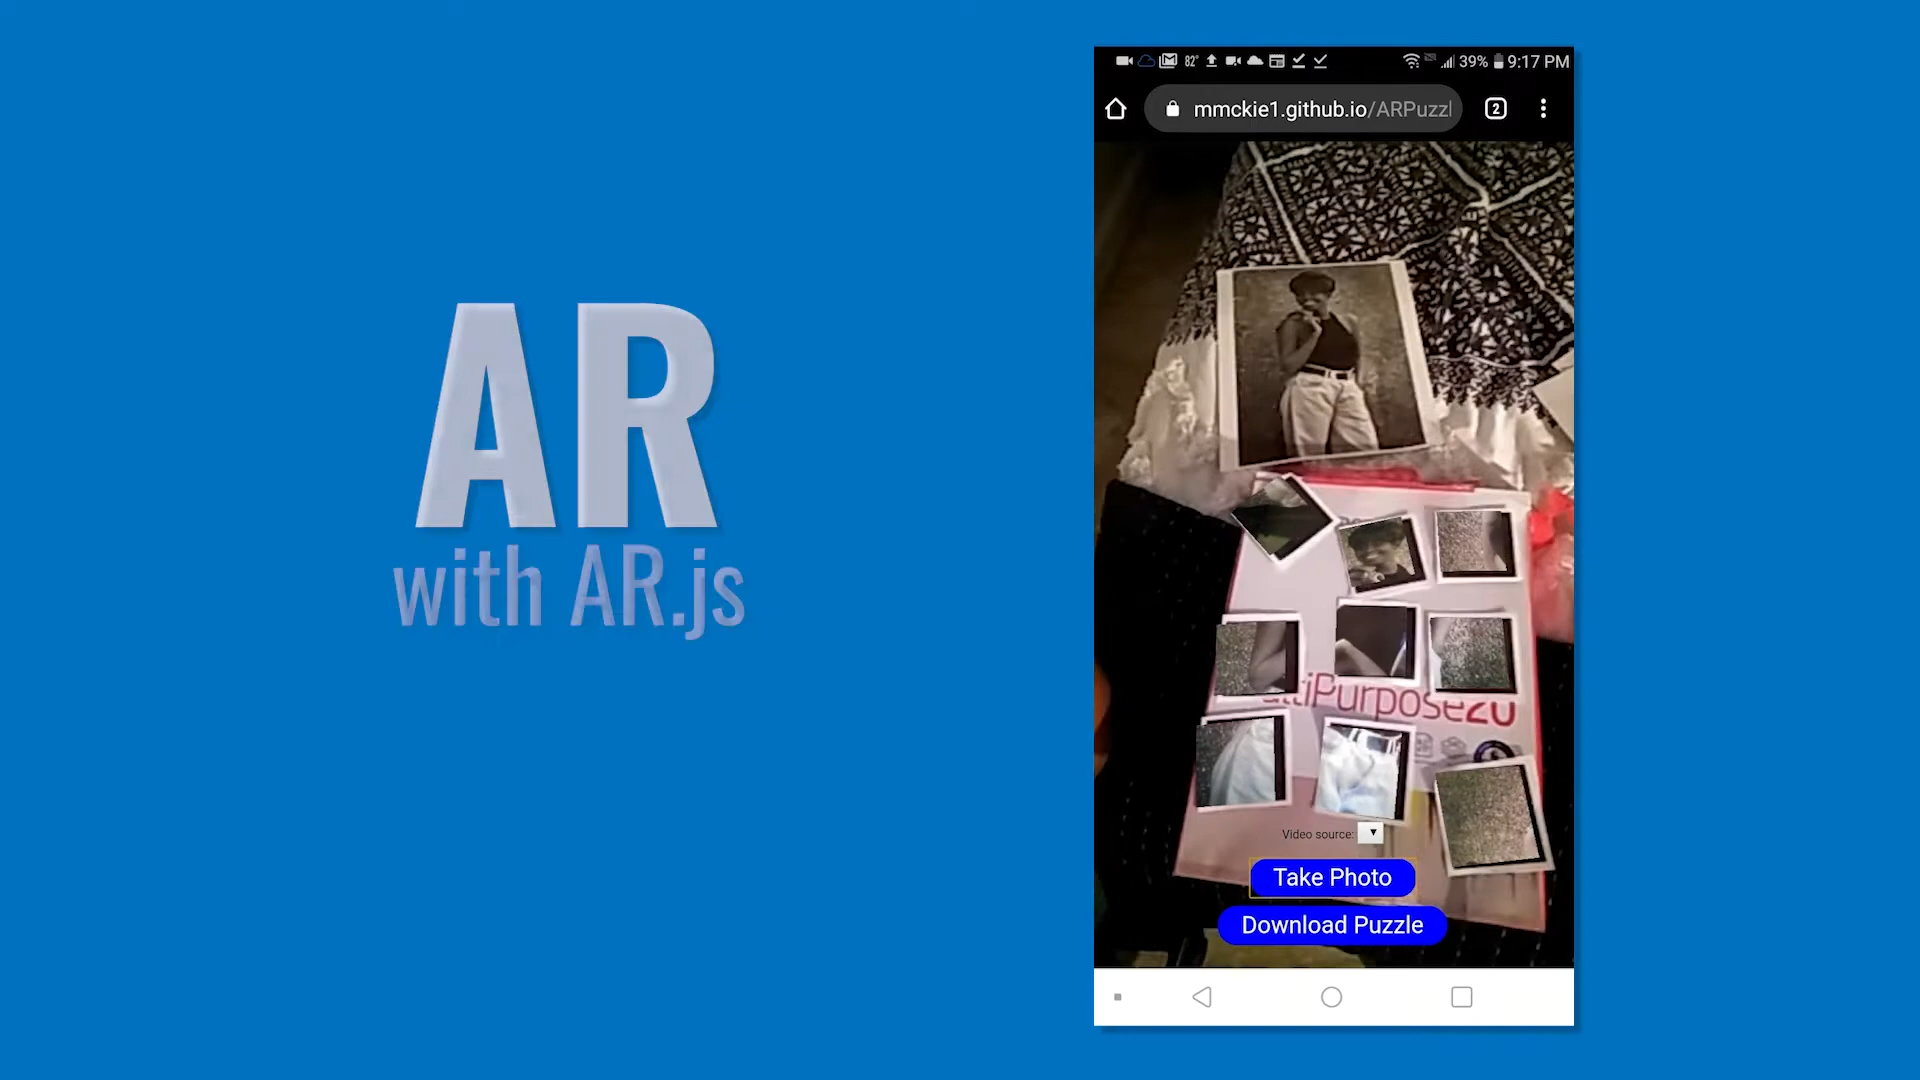 AR
with AR.js
82° 39% 9:17 PM
mmckie1.github.io/ARPuzzl
2
tiPurpose20
Video source:
Take Photo
Download Puzzle